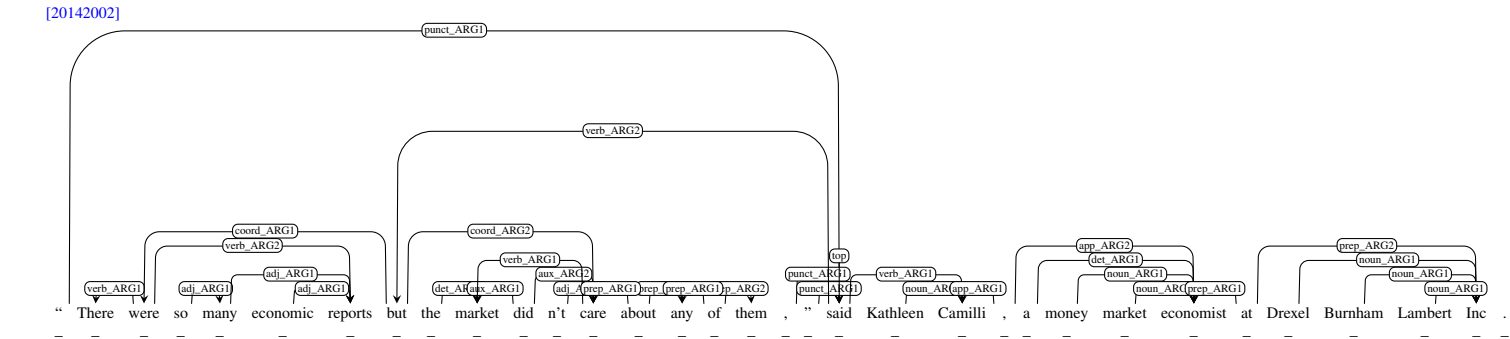 [20142002]
punct_ARG1
verb_ARG2
coord_ARG1 coord_ARG2
verb_ARG2 app_ARG2 prep_ARG2
top
verb_ARG1 det_ARG1 noun_ARG1
adj_ARG1 aux_ARG2 punct_ARG1 verb_ARG1 noun_ARG1 noun_ARG1
verb_ARG1 adj_ARG1 adj_ARG1 aux_ARG1 prep_ARG1 prep_ARG1 punct_ARG1 app_ARG1 prep_ARG1 noun_ARG1
“ There were so many economic reports but the market did n't care about any of them , ” said Kathleen Camilli , a money market economist at Drexel Burnham Lambert Inc .
_ _ _ _ _ _ _ _ _ _ _ _ _ _ _ _ _ _ _ _ _ _ _ _ _ _ _ _ _ _ _ _ _ _